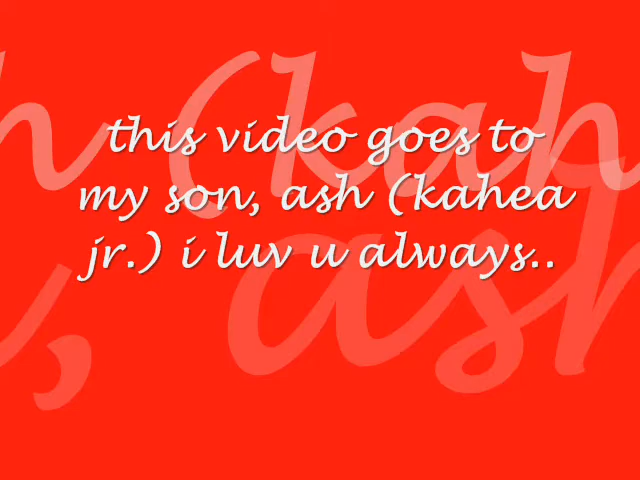 this video goes to
my son, ash (kahea
jr.) i luv u always..